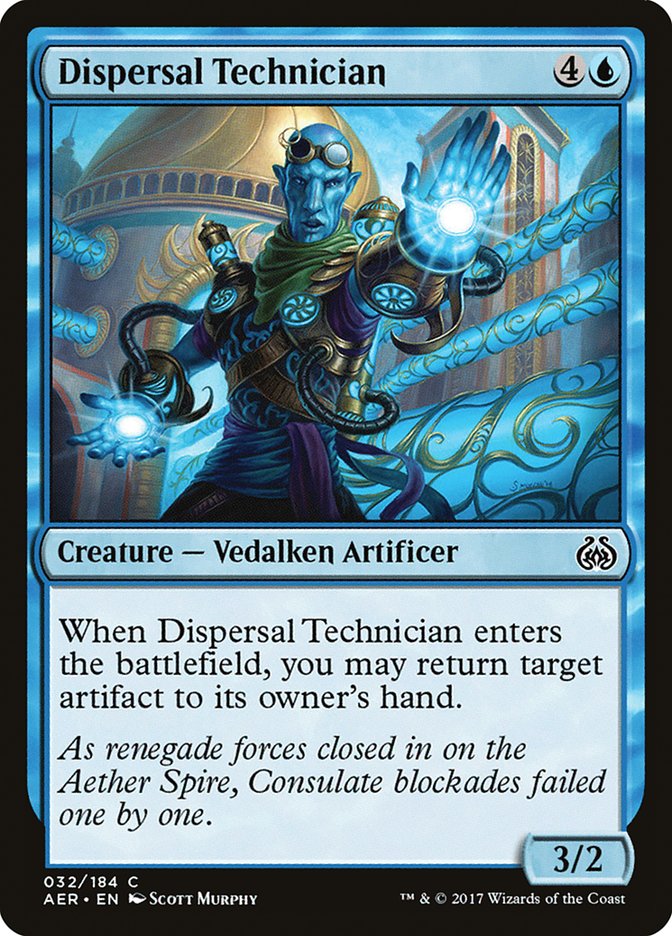 Dispersal Technician 4
Creature — Vedalken Artificer
When Dispersal Technician enters
the battlefield, you may return target
artifact to its owner's hand.
As renegade forces closed in on the
Aether Spire, Consulate blockades failed
one by one.
3/2
032/184 C
AER • EN Scott Murphy
™ & © 2017 Wizards of the Coast